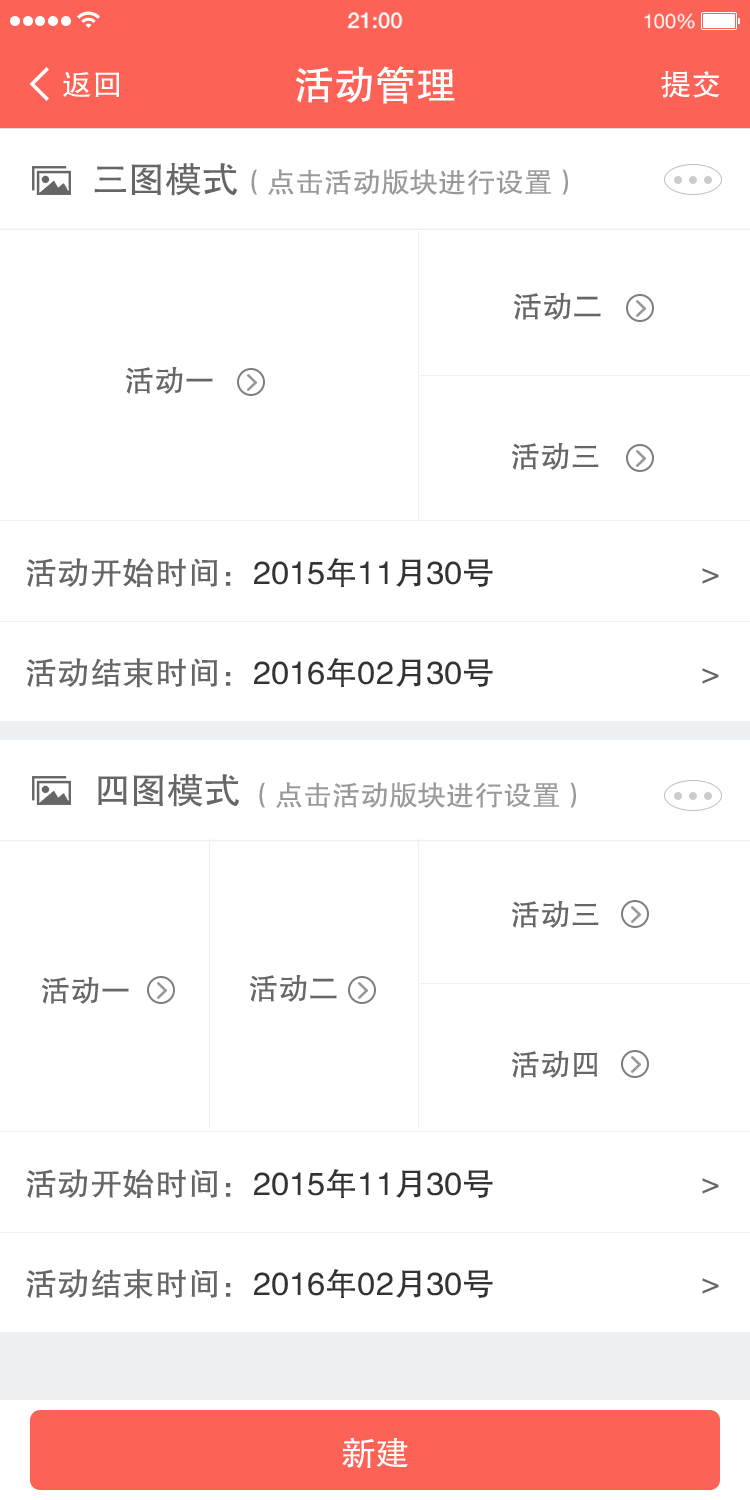 21:00 100%
返回 活动管理 提交
三图模式 ( 点击活动版块进行设置 )
活动二
活动一
活动三
活动开始时间：2015年11月30号 >
活动结束时间：2016年02月30号 >
四图模式 ( 点击活动版块进行设置 )
活动三
活动一 活动二
活动四
活动开始时间：2015年11月30号 >
活动结束时间：2016年02月30号 >
新建